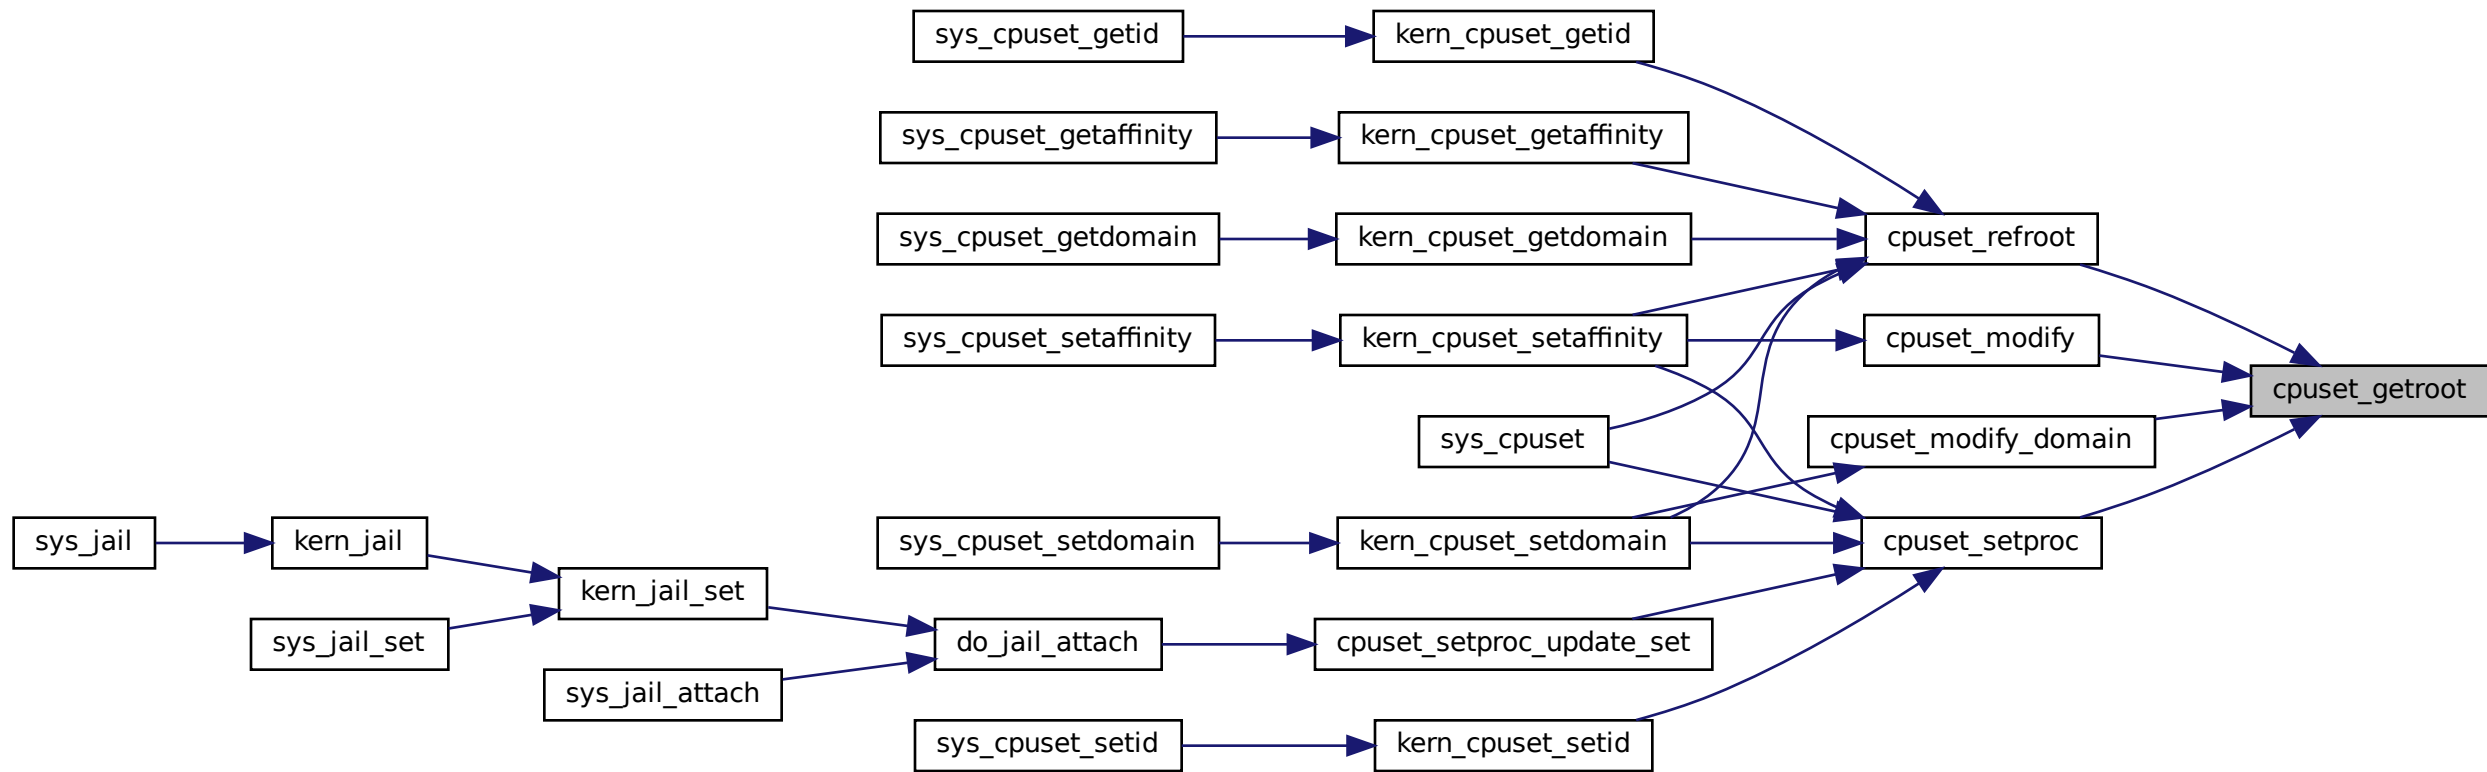 sys_cpuset_getid
kern_cpuset_getid
sys_cpuset_getaffinity
kern_cpuset_getaffinity
sys_cpuset_getdomain
kern_cpuset_getdomain
cpuset_refroot
sys_cpuset_setaffinity
kern_cpuset_setaffinity
cpuset_modify
cpuset_getroot
sys_cpuset
cpuset_modify_domain
sys_jail
kern_jail
sys_cpuset_setdomain
kern_cpuset_setdomain
cpuset_setproc
kern_jail_set
sys_jail_set
do_jail_attach
cpuset_setproc_update_set
sys_jail_attach
sys_cpuset_setid
kern_cpuset_setid